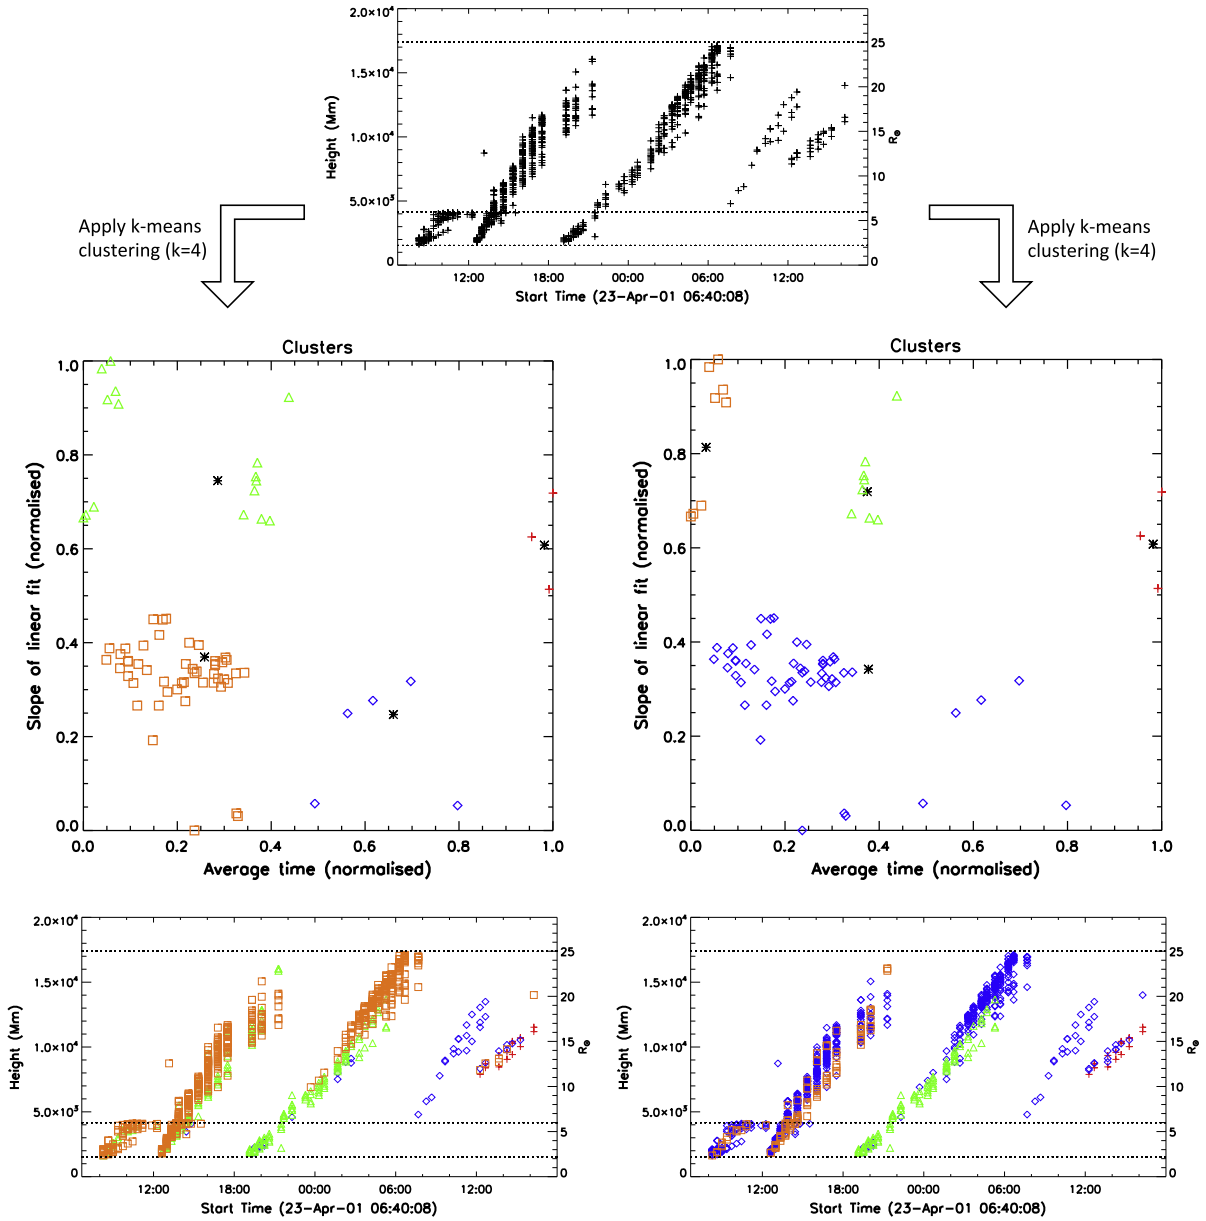 2.0×10⁴
1.5×10⁴
1.0×10⁴
5.0×10³
0
Height (Mm)
25
20
15
10
5
0
R⊙
12:00 18:00 00:00 06:00 12:00
Start Time (23-Apr-01 06:40:08)
Apply k-means
clustering (k=4)
Apply k-means
clustering (k=4)
Clusters
1.0
0.8
0.6
0.4
0.2
0.0
Slope of linear fit (normalised)
0.0 0.2 0.4 0.6 0.8 1.0
Average time (normalised)
Clusters
1.0
0.8
0.6
0.4
0.2
0.0
Slope of linear fit (normalised)
0.0 0.2 0.4 0.6 0.8 1.0
Average time (normalised)
2.0×10⁴
1.5×10⁴
1.0×10⁴
5.0×10³
0
Height (Mm)
25
20
15
10
5
0
R⊙
12:00 18:00 00:00 06:00 12:00
Start Time (23-Apr-01 06:40:08)
2.0×10⁴
1.5×10⁴
1.0×10⁴
5.0×10³
0
Height (Mm)
25
20
15
10
5
0
R⊙
12:00 18:00 00:00 06:00 12:00
Start Time (23-Apr-01 06:40:08)